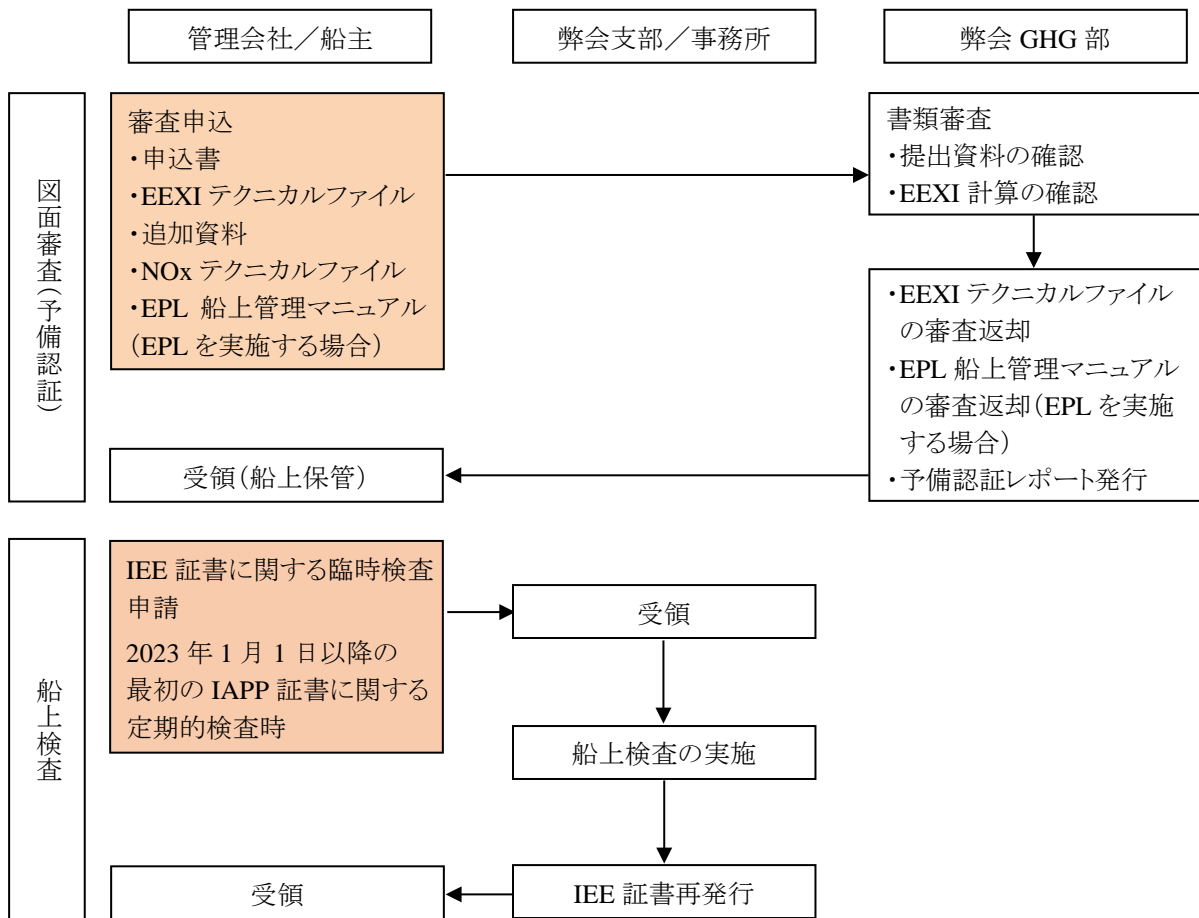 管理会社／船主
弊会支部／事務所
弊会 GHG 部
図面審査（予備認証）
審査申込
・申込書
・EEXI テクニカルファイル
・追加資料
・NOx テクニカルファイル
・EPL 船上管理マニュアル
（EPL を実施する場合）
書類審査
・提出資料の確認
・EEXI 計算の確認
・EEXI テクニカルファイル
の審査返却
・EPL 船上管理マニュアル
の審査返却（EPL を実施
する場合）
・予備認証レポート発行
受領（船上保管）
船上検査
IEE 証書に関する臨時検査
申請
2023 年 1 月 1 日以降の
最初の IAPP 証書に関する
定期的検査時
受領
船上検査の実施
IEE 証書再発行
受領